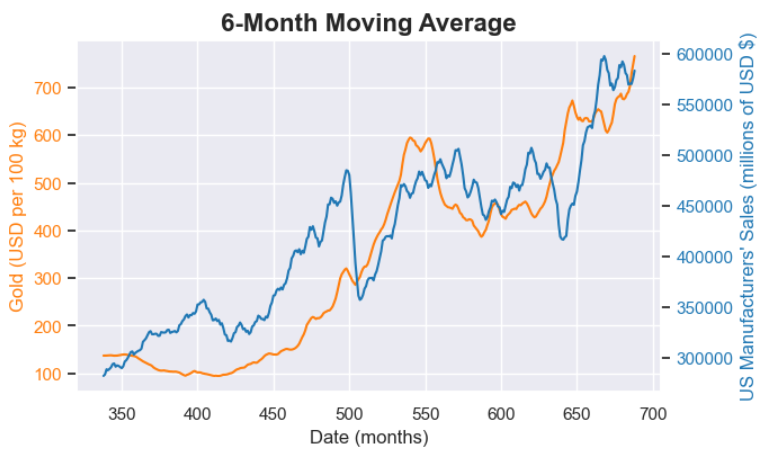 6-Month Moving Average
Gold (USD per 100 kg)
700
600
500
400
300
200
100
600000
550000
500000
450000
400000
350000
300000
US Manufacturers' Sales (millions of USD $)
350 400 450 500 550 600 650 700
Date (months)